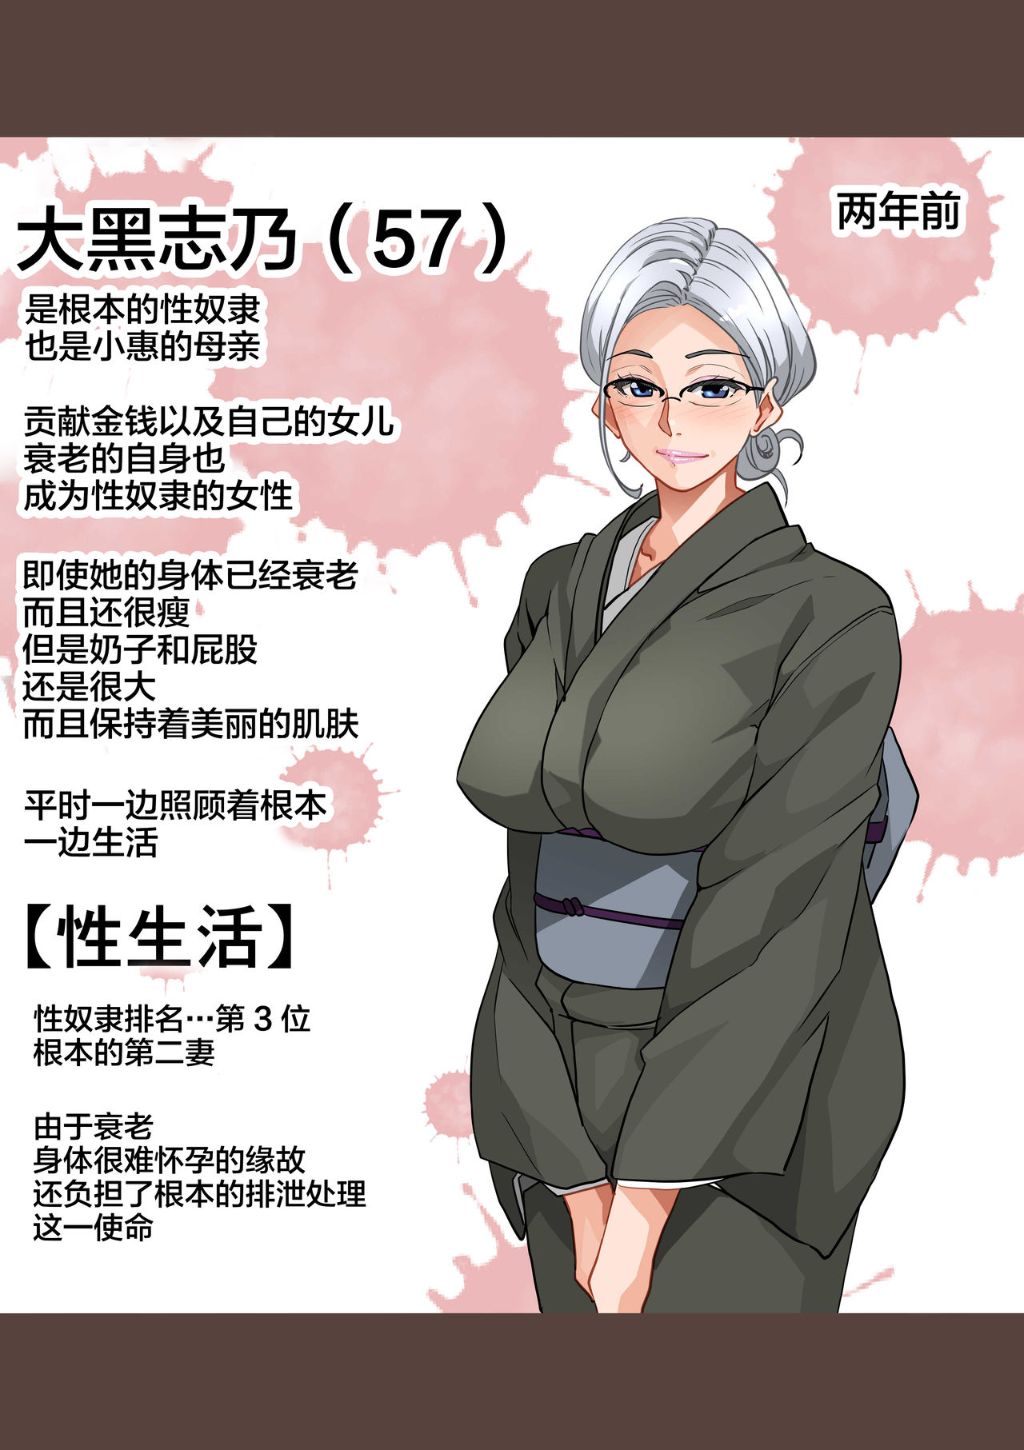 两年前
大黑志乃（57）
是根本的性奴隶
也是小惠的母亲
贡献金钱以及自己的女儿
衰老的自身也
成为性奴隶的女性
即使她的身体已经衰老
而且还很瘦
但是奶子和屁股
还是很大
而且保持着美丽的肌肤
平时一边照顾着根本
一边生活
【性生活】
性奴隶排名…第3位
根本的第二妻
由于衰老
身体很难怀孕的缘故
还负担了根本的排泄处理
这一使命